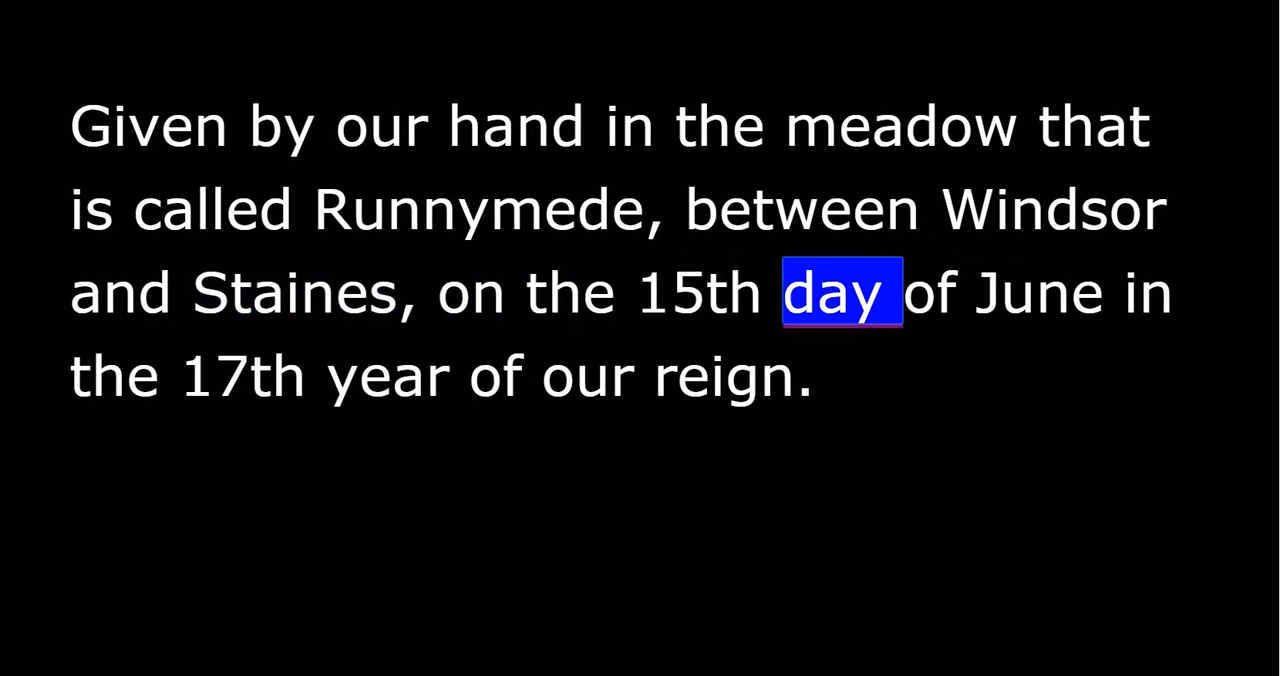 Given by our hand in the meadow that
is called Runnymede, between Windsor
and Staines, on the 15th day of June in
the 17th year of our reign.